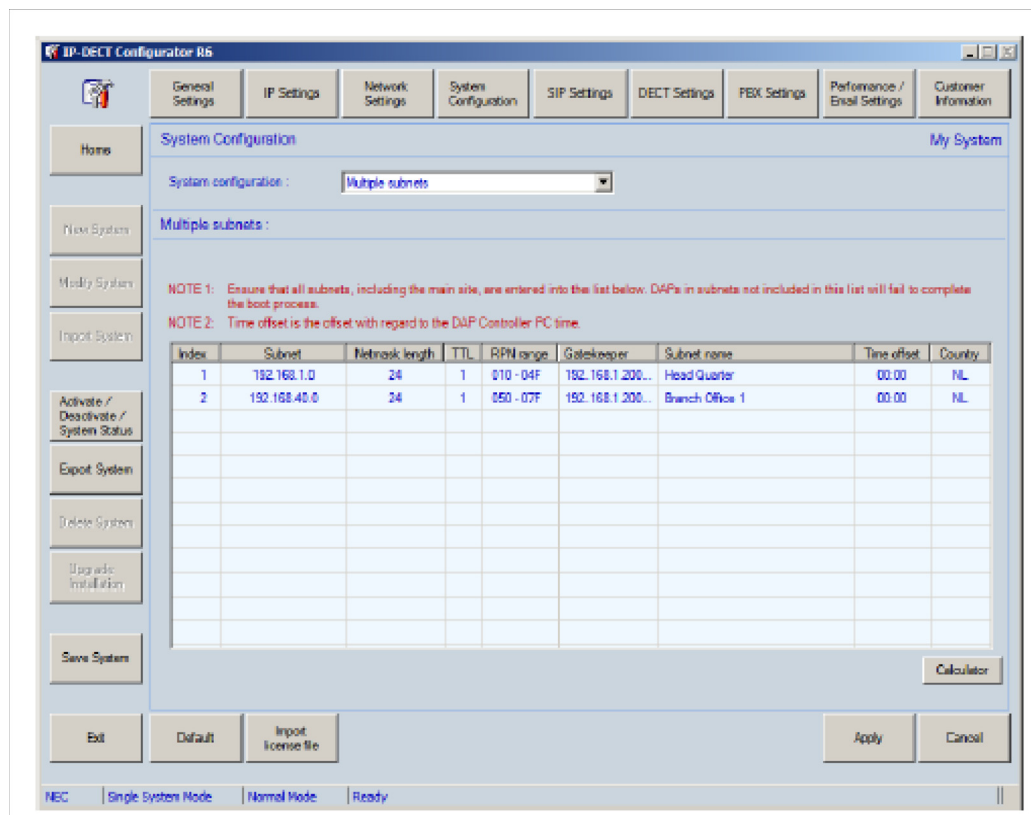 IP-DECT Configurator R6
General Settings
IP Settings
Network Settings
System Configuration
SIP Settings
DECT Settings
PBX Settings
Performance / Email Settings
Customer Information
Home
New System
Modify System
Import System
Activate / Deactivate / System Status
Export System
Delete System
Upgrade Installation
Save System
Exit
System Configuration
My System
System configuration :
Multiple subnets
Multiple subnets :
NOTE 1: Ensure that all subnets, including the main site, are entered into the list below. DAPs in subnets not included in this list will fail to complete
the boot process.
NOTE 2: Time offset is the offset with regard to the DAP Controller PC time.
Index Subnet Netmask length TTL RPN range Gatekeeper Subnet name Time offset Country
1 192.168.1.0 24 1 010 - 04F 192.168.1.200... Head Quarter 00:00 NL
2 192.168.40.0 24 1 050 - 07F 192.168.1.200... Branch Office 1 00:00 NL
Calculator
Default
Import license file
Apply
Cancel
NEC Single System Mode Normal Mode Ready